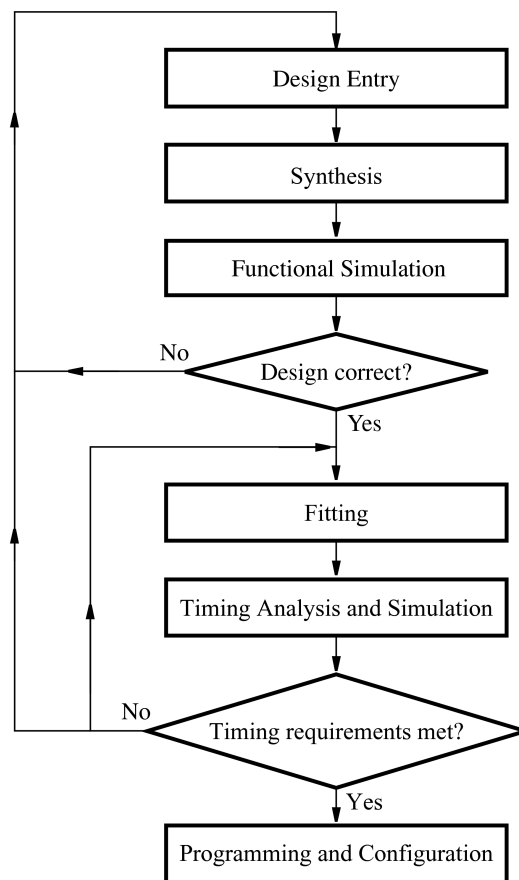 Design Entry
Synthesis
Functional Simulation
No
Design correct?
Yes
Fitting
Timing Analysis and Simulation
No
Timing requirements met?
Yes
Programming and Configuration